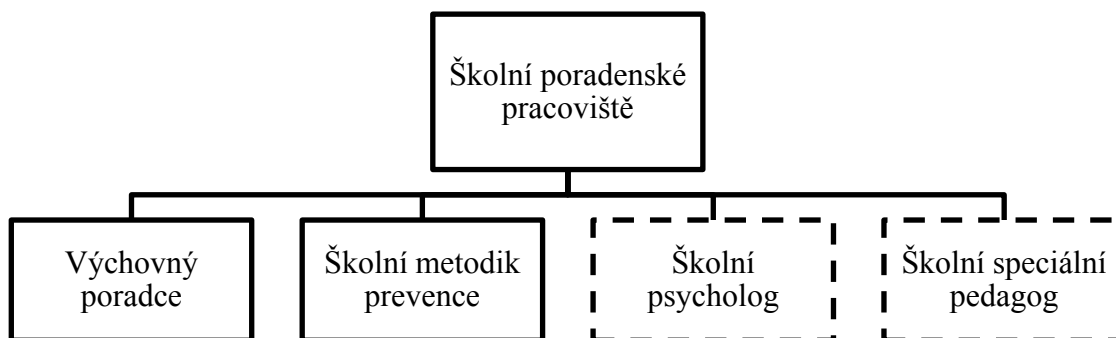 Školní poradenské
pracoviště
Výchovný
poradce
Školní metodik
prevence
Školní
psycholog
Školní speciální
pedagog